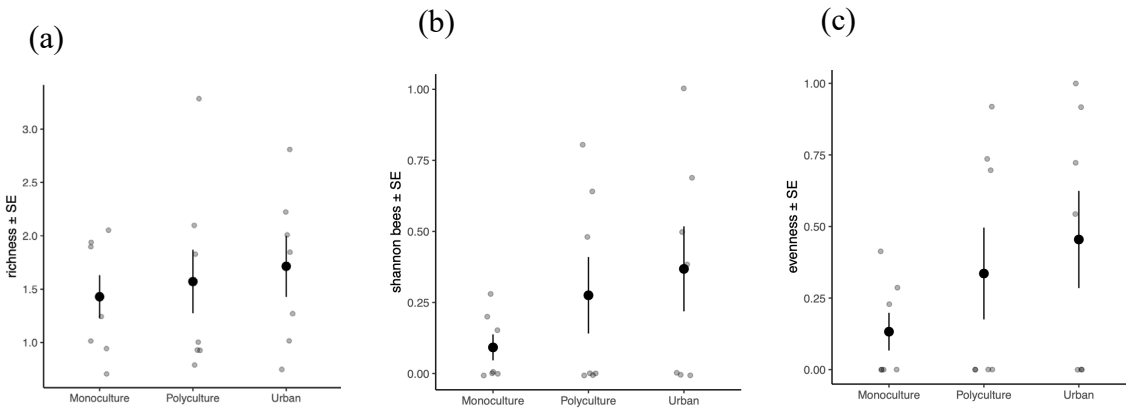 (a)
richness ± SE
3.0
2.5
2.0
1.5
1.0
Monoculture Polyculture Urban
(b)
shannon bees ± SE
1.00
0.75
0.50
0.25
0.00
Monoculture Polyculture Urban
(c)
evenness ± SE
1.00
0.75
0.50
0.25
0.00
Monoculture Polyculture Urban